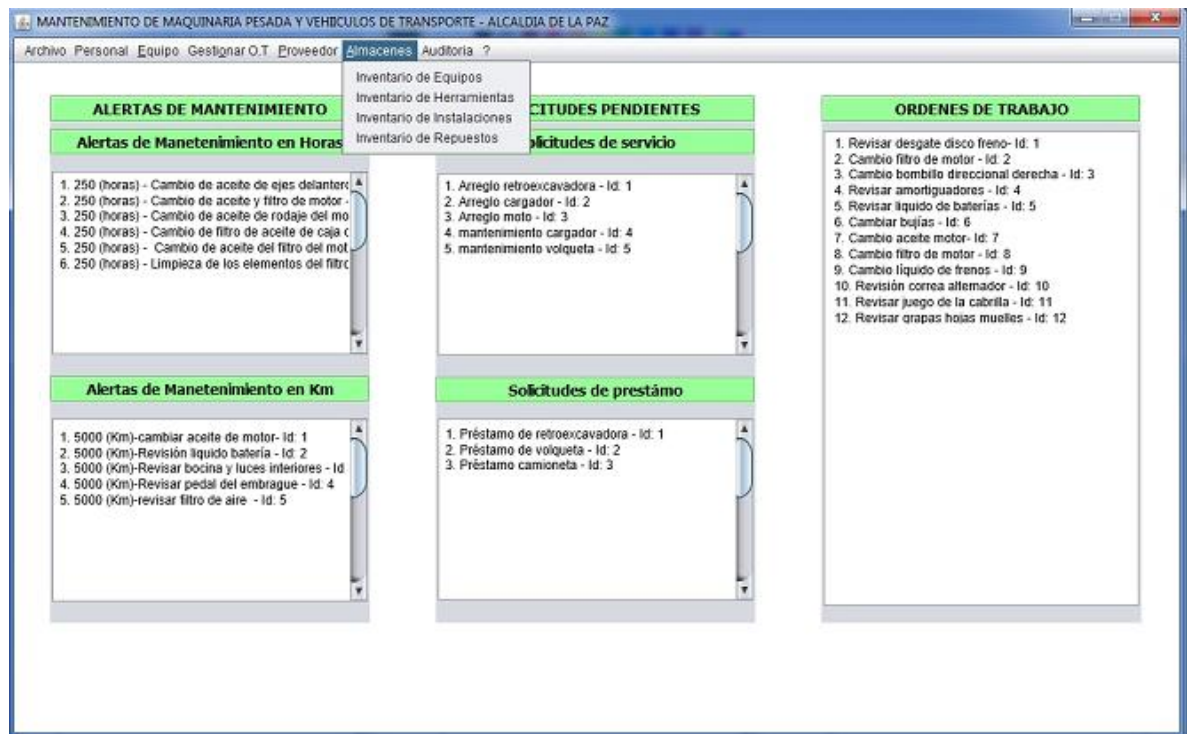 MANTENIMIENTO DE MAQUINARIA PESADA Y VEHICULOS DE TRANSPORTE - ALCALDIA DE LA PAZ
Archivo Personal Equipo Gestignar O.T Proveedor Almacenes Auditoria ?
Inventario de Equipos
Inventario de Herramientas
Inventario de Instalaciones
Inventario de Repuestos
ALERTAS DE MANTENIMIENTO
Alertas de Manetenimiento en Horas
1. 250 (horas) - Cambio de aceite de ejes delanterc
2. 250 (horas) - Cambio de aceite y filtro de motor -
3. 250 (horas) - Cambio de aceite de rodaje del mo
4. 250 (horas) - Cambio de filtro de aceite de caja c
5. 250 (horas) - Cambio de aceite del filtro del mot
6. 250 (horas) - Limpieza de los elementos del filtrc
Alertas de Manetenimiento en Km
1. 5000 (Km)-cambiar aceite de motor- Id: 1
2. 5000 (Km)-Revisión liquido batería - Id: 2
3. 5000 (Km)-Revisar bocina y luces interiores - Id
4. 5000 (Km)-Revisar pedal del embrague - Id: 4
5. 5000 (Km)-revisar filtro de aire - Id: 5
CITUDES PENDIENTES
olicitudes de servicio
1. Arreglo retroexcavadora - Id: 1
2. Arreglo cargador - Id: 2
3. Arreglo moto - Id: 3
4. mantenimiento cargador - Id: 4
5. mantenimiento volqueta - Id: 5
Solicitudes de prestámo
1. Préstamo de retroexcavadora - Id: 1
2. Préstamo de volqueta - Id: 2
3. Préstamo camioneta - Id: 3
ORDENES DE TRABAJO
1. Revisar desgate disco freno- Id: 1
2. Cambio filtro de motor - Id: 2
3. Cambio bombillo direccional derecha - Id: 3
4. Revisar amortiguadores - Id: 4
5. Revisar liquido de baterías - Id: 5
6. Cambiar bujías - Id: 6
7. Cambio aceite motor- Id: 7
8. Cambio filtro de motor - Id: 8
9. Cambio líquido de frenos - Id: 9
10. Revisión correa alternador - Id: 10
11. Revisar juego de la cabrilla - Id: 11
12. Revisar grapas hojas muelles - Id: 12